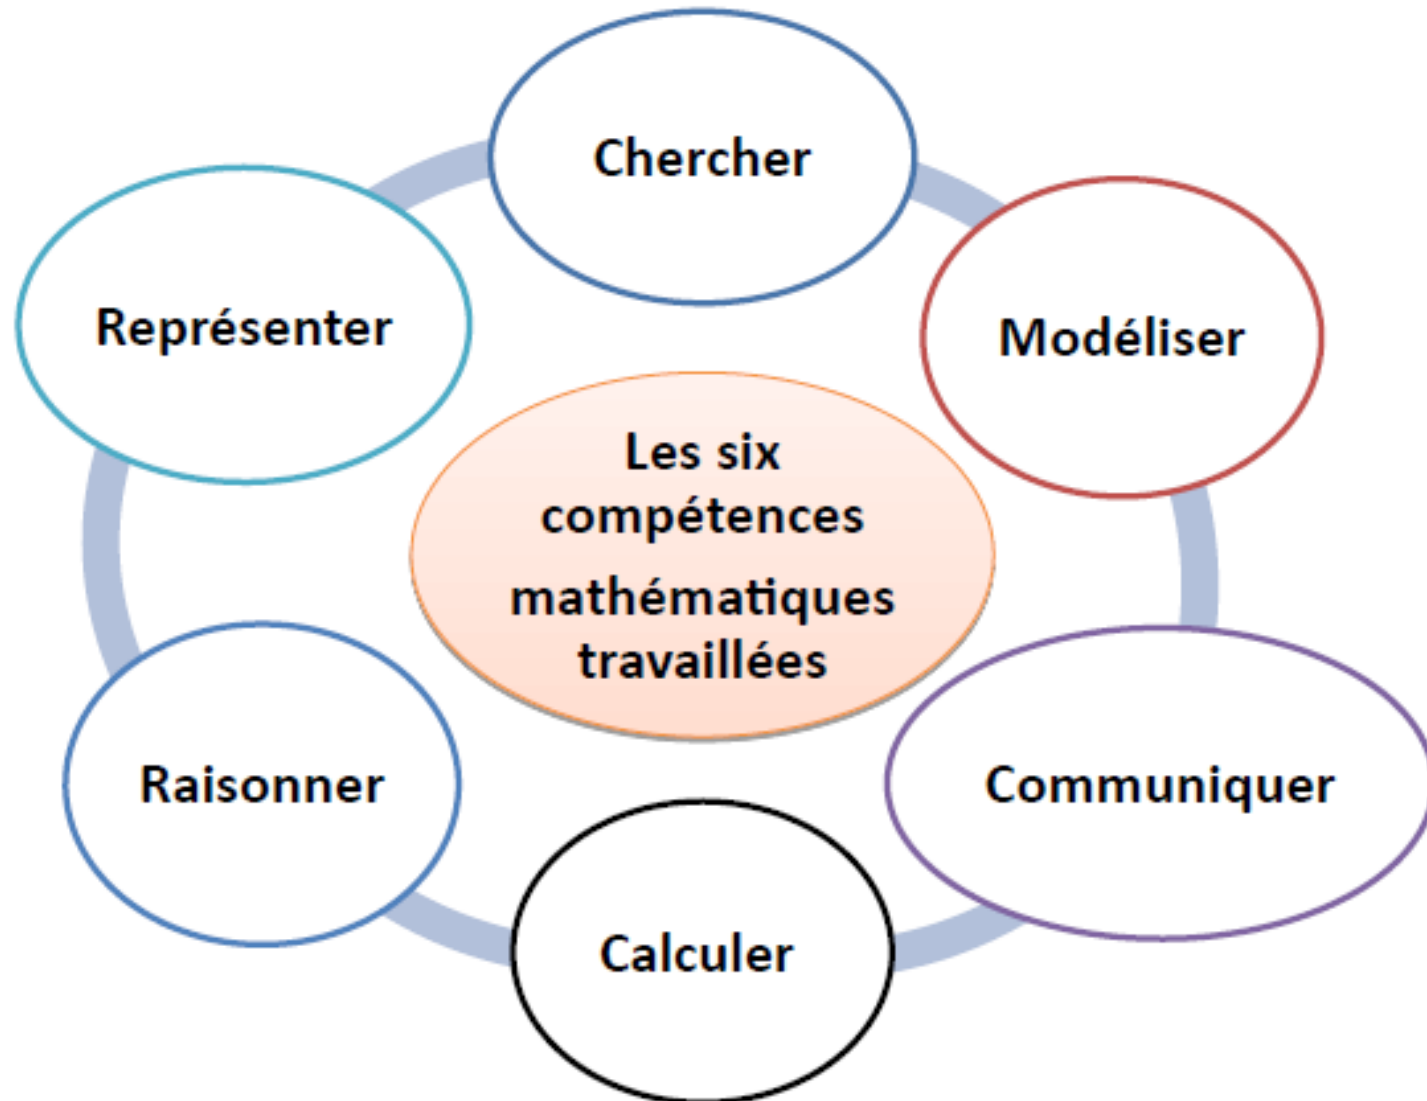 Chercher
Modéliser
Représenter
Les six
compétences
mathématiques
travaillées
Communiquer
Raisonner
Calculer